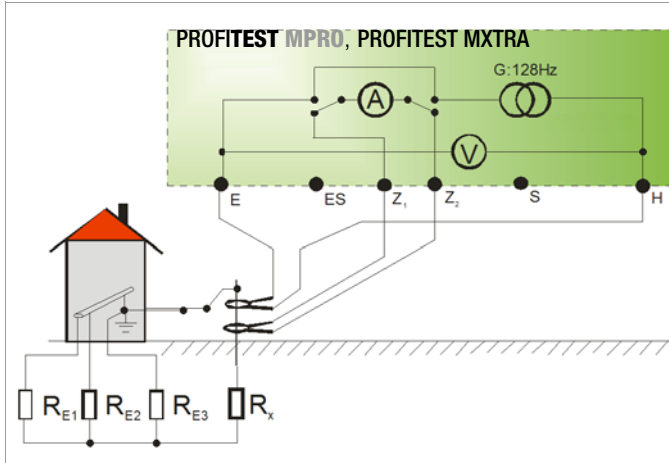 PROFITEST MPRO, PROFITEST MXTRA
G:128Hz
A
V
E ES Z1 Z2 S H
RE1 RE2 RE3 Rx